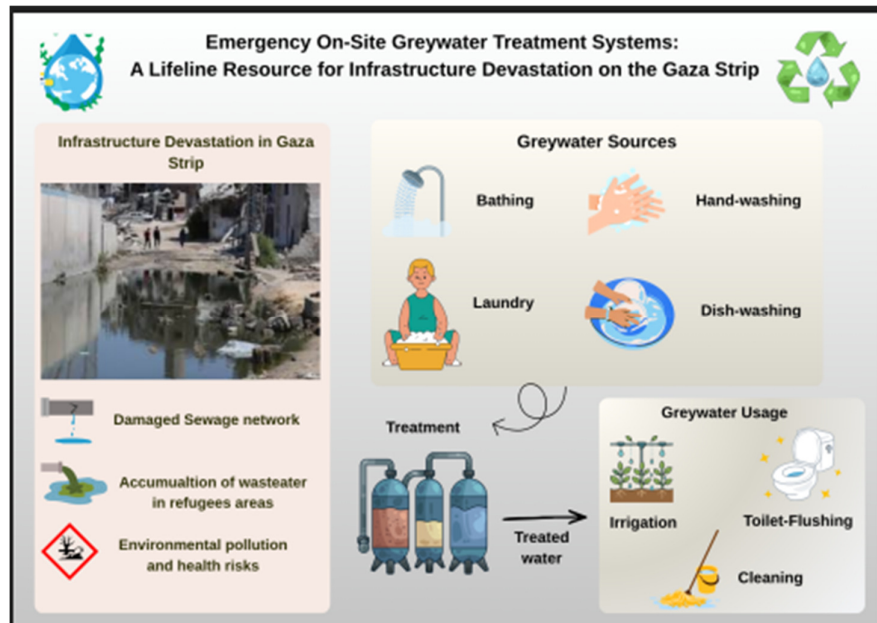 Emergency On-Site Greywater Treatment Systems:
A Lifeline Resource for Infrastructure Devastation on the Gaza Strip
Infrastructure Devastation in Gaza
Strip
Damaged Sewage network
Accumualtion of wasteater
in refugees areas
Environmental pollution
and health risks
Greywater Sources
Bathing
Hand-washing
Laundry
Dish-washing
Treatment
Treated
water
Greywater Usage
Irrigation
Toilet-Flushing
Cleaning